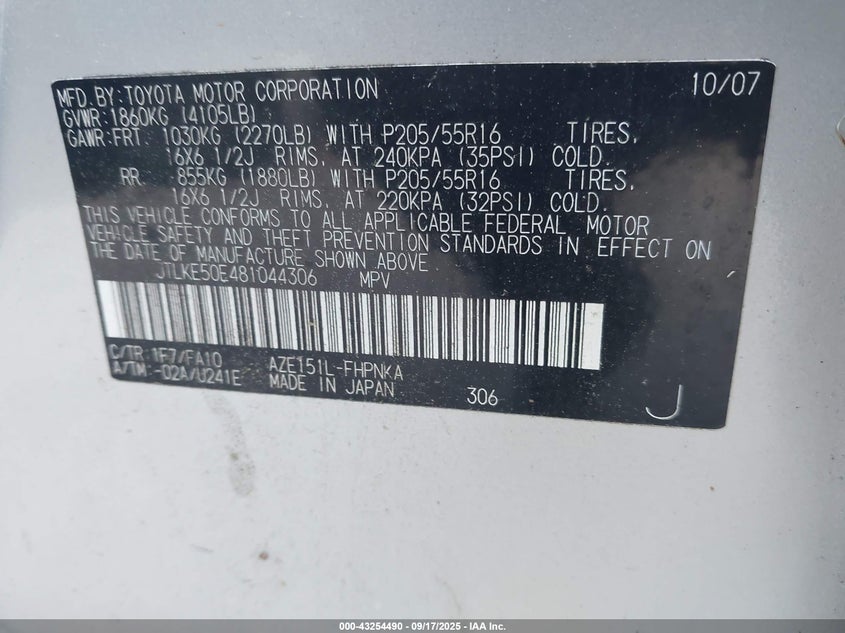 MFD. BY: TOYOTA MOTOR CORPORATION 10/07
GVWR: 1860KG (4105LB)
GAWR: FRT. 1030KG (2270LB) WITH P205/55R16 TIRES,
16X6 1/2J RIMS, AT 240KPA (35PSI) COLD.
RR. 855KG (1880LB) WITH P205/55R16 TIRES,
16X6 1/2J RIMS, AT 220KPA (32PSI) COLD.
THIS VEHICLE CONFORMS TO ALL APPLICABLE FEDERAL MOTOR
VEHICLE SAFETY AND THEFT PREVENTION STANDARDS IN EFFECT ON
THE DATE OF MANUFACTURE SHOWN ABOVE.
JTLKE50E481044306 MPV
C/TR: 1F7/FA10 AZE151L-FHPNKA
A/TM: -02A/U241E MADE IN JAPAN 306 J
000-43254490 - 09/17/2025 - IAA Inc.